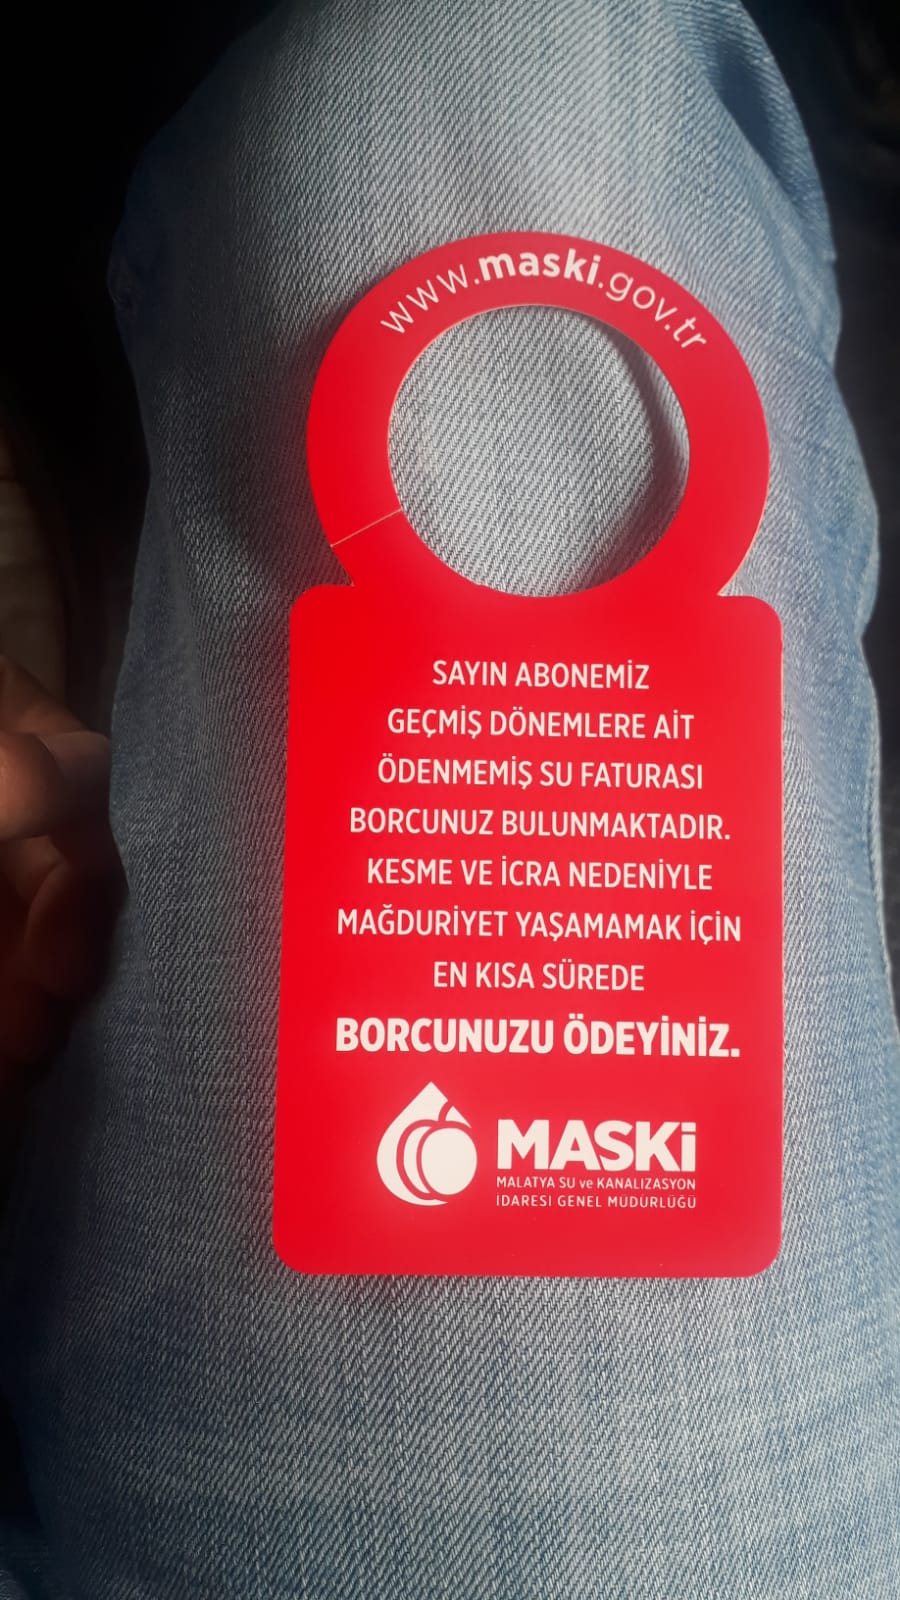 www.maski.gov.tr
SAYIN ABONEMİZ
GEÇMİŞ DÖNEMLERE AİT
ÖDENMEMİŞ SU FATURASI
BORCUNUZ BULUNMAKTADIR.
KESME VE İCRA NEDENİYLE
MAĞDURİYET YAŞAMAMAK İÇİN
EN KISA SÜREDE
BORCUNUZU ÖDEYİNİZ.
MASKi
MALATYA SU ve KANALİZASYON
İDARESİ GENEL MÜDÜRLÜĞÜ